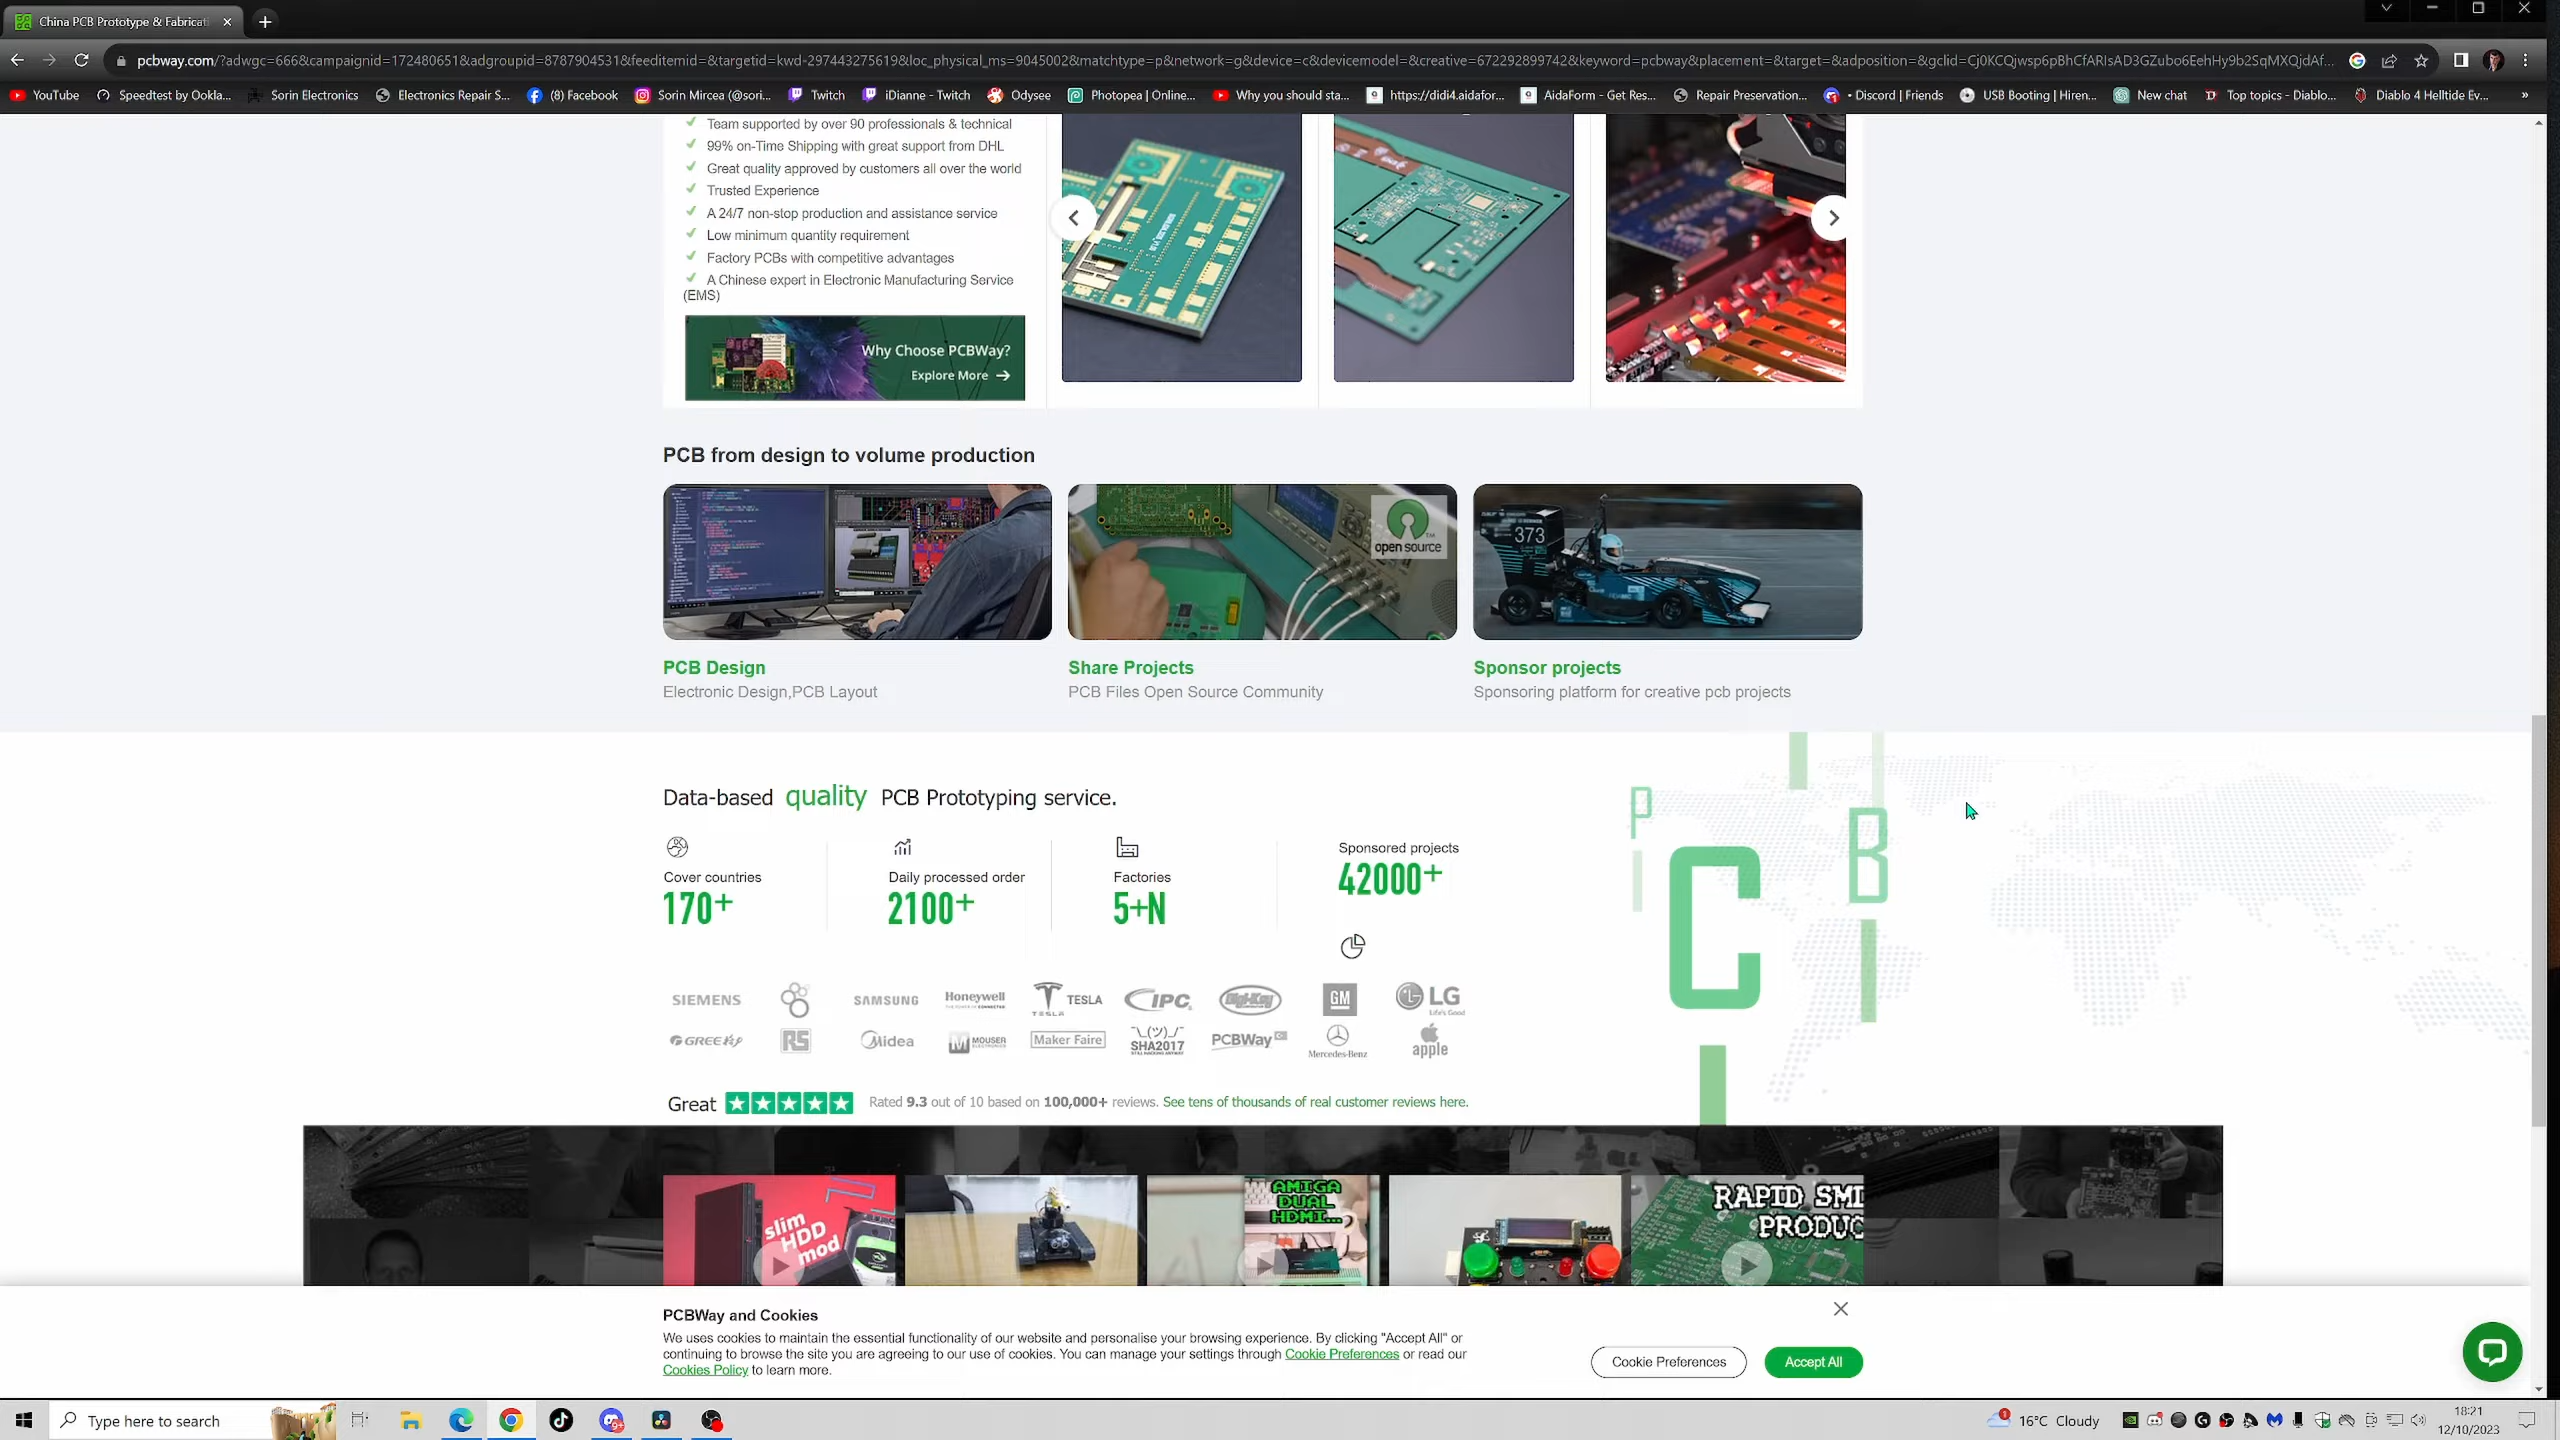 China PCB Prototype & Fabricati
pcbway.com/?adwgc=666&campaignid=172480651&adgroupid=8787904531&feeditemid=&targetid=kwd-297443275619&loc_physical_ms=9045002&matchtype=p&network=g&device=c&devicemodel=&creative=672292899742&keyword=pcbway&placement=&target=&adposition=&gclid=Cj0KCQjwsp6pBhCfARIsAD3GZubo6EehHy9b2SqMXQjdAf...
YouTube Speedtest by Ookla... Sorin Electronics Electronics Repair S... (8) Facebook Sorin Mircea (@sori... Twitch iDianne - Twitch Odysee Photopea | Online... Why you should sta... https://didi4.aidafor... AidaForm - Get Res... Repair Preservation... • Discord | Friends USB Booting | Hiren... New chat Top topics - Diablo... Diablo 4 Helltide Ev... »
Team supported by over 90 professionals & technical
99% on-Time Shipping with great support from DHL
Great quality approved by customers all over the world
Trusted Experience
A 24/7 non-stop production and assistance service
Low minimum quantity requirement
Factory PCBs with competitive advantages
A Chinese expert in Electronic Manufacturing Service
(EMS)
Why Choose PCBWay?
Explore More →
PCB from design to volume production
373
open source
PCB Design
Electronic Design,PCB Layout
Share Projects
PCB Files Open Source Community
Sponsor projects
Sponsoring platform for creative pcb projects
Data-based quality PCB Prototyping service.
P C B
Cover countries
170+
Daily processed order
2100+
Factories
5+N
Sponsored projects
42000+
SIEMENS SAMSUNG Honeywell TESLA TESLA IPC Digi-Key GM LG
Life's Good
GREE RS Midea MOUSER ELECTRONICS Maker Faire ¯\_(ツ)_/¯ SHA2017 STILL HACKING ANYWAY PCBWay Mercedes-Benz apple
Great Rated 9.3 out of 10 based on 100,000+ reviews. See tens of thousands of real customer reviews here.
slim
HDD
mod
AMIGA
DUAL
HDMI...
RAPID SMD
PRODUC
PCBWay and Cookies
We uses cookies to maintain the essential functionality of our website and personalise your browsing experience. By clicking "Accept All" or
continuing to browse the site you are agreeing to our use of cookies. You can manage your settings through Cookie Preferences or read our
Cookies Policy to learn more.
Cookie Preferences
Accept All
Type here to search
16°C Cloudy
18:21
12/10/2023